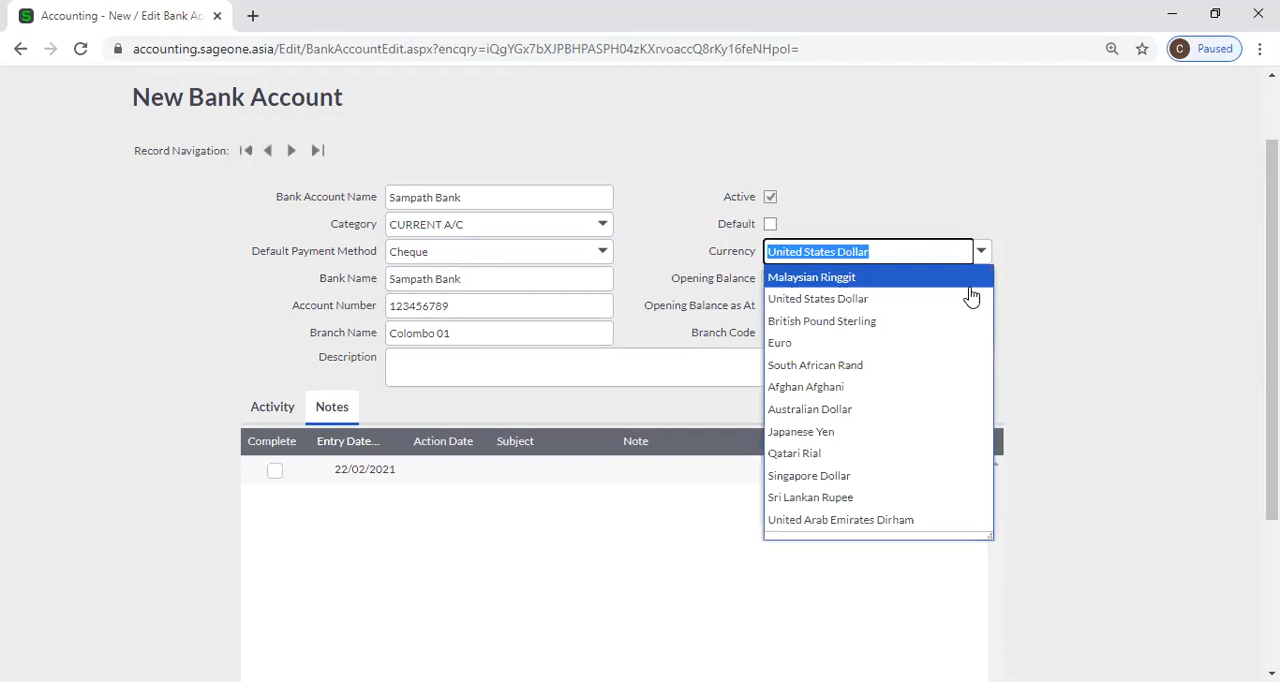 Accounting - New / Edit Bank Ac
accounting.sageone.asia/Edit/BankAccountEdit.aspx?encqry=iQgYGx7bXJPBHPASPH04zKXrvoaccQ8rKy16feNHpol=
C Paused
New Bank Account
Record Navigation:
Bank Account Name Sampath Bank Active
Category CURRENT A/C Default
Default Payment Method Cheque Currency United States Dollar
Bank Name Sampath Bank Opening Balance
Account Number 123456789 Opening Balance as At
Branch Name Colombo 01 Branch Code
Description
Malaysian Ringgit
United States Dollar
British Pound Sterling
Euro
South African Rand
Afghan Afghani
Australian Dollar
Japanese Yen
Qatari Rial
Singapore Dollar
Sri Lankan Rupee
United Arab Emirates Dirham
Activity Notes
Complete Entry Date... Action Date Subject Note
22/02/2021